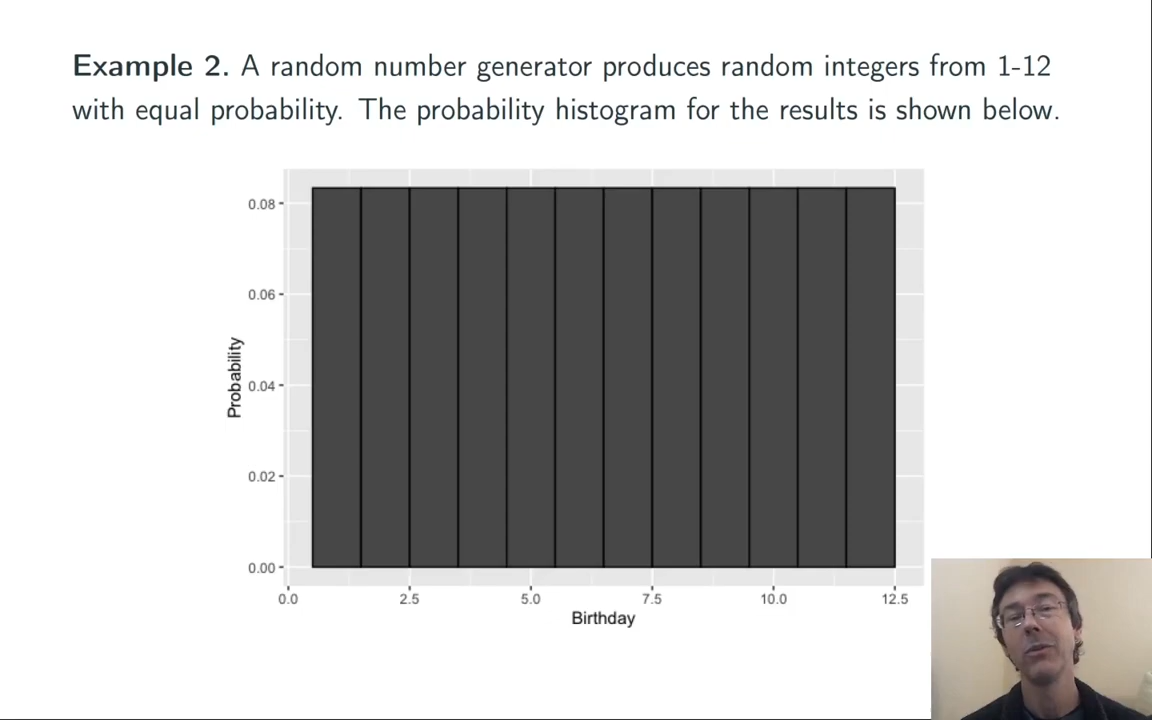 Example 2. A random number generator produces random integers from 1-12
with equal probability. The probability histogram for the results is shown below.
0.08
0.06
0.04
0.02
0.00
Probability
0.0 2.5 5.0 7.5 10.0 12.5
Birthday